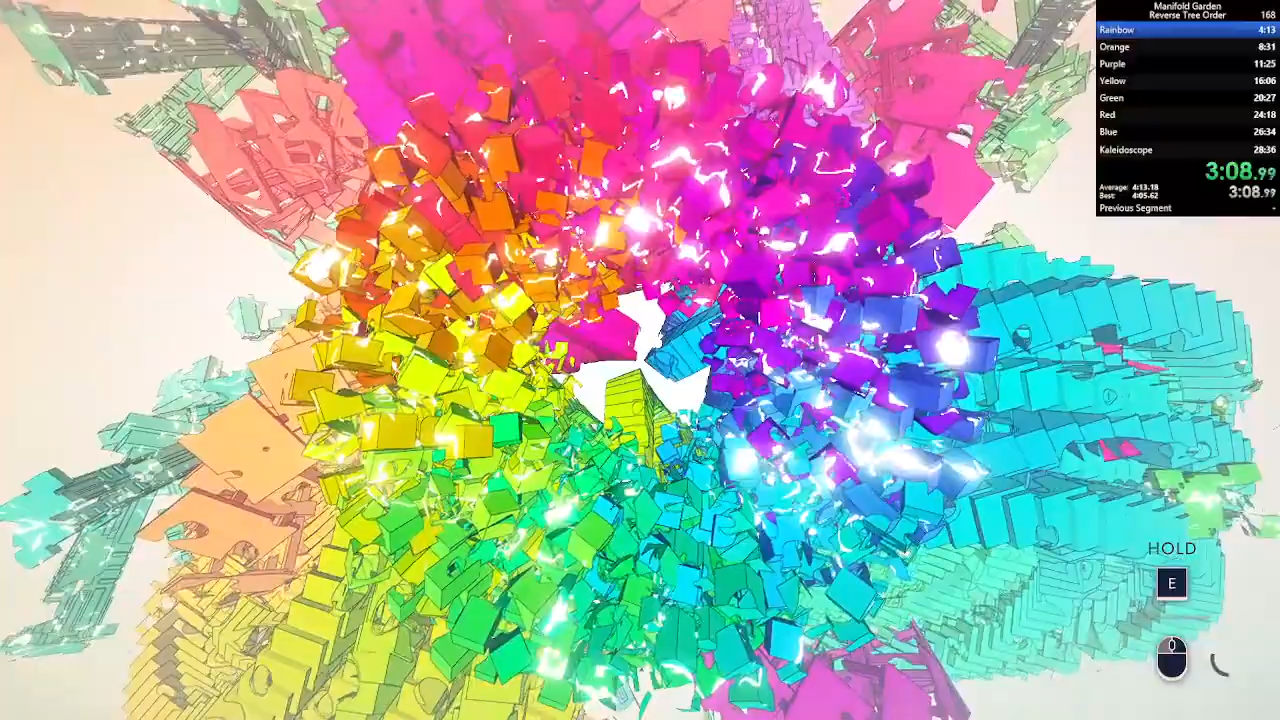 Manifold Garden
Reverse Tree Order 168
Rainbow 4:13
Orange 8:31
Purple 11:25
Yellow 16:06
Green 20:27
Red 24:18
Blue 26:34
Kaleidoscope 28:36
3:08.99
Average: 4:13.18
Best: 4:05.62
3:08.99
Previous Segment -
HOLD
E